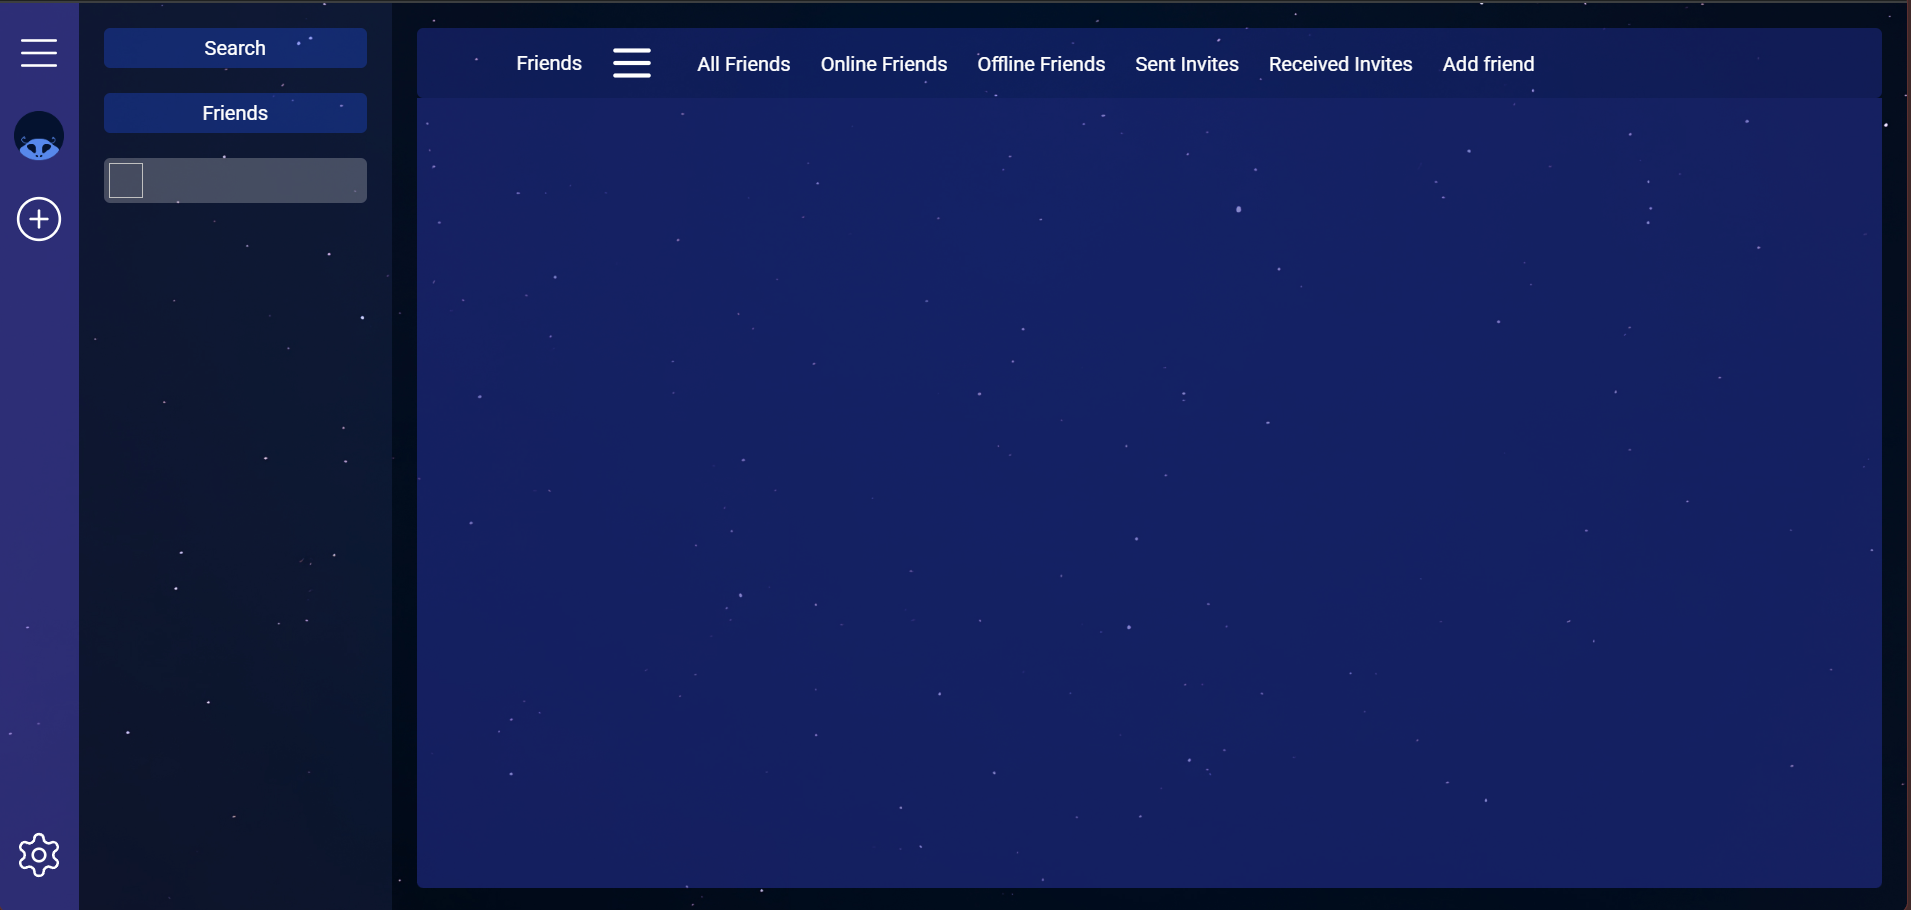 Search
Friends
Friends
All Friends
Online Friends
Offline Friends
Sent Invites
Received Invites
Add friend